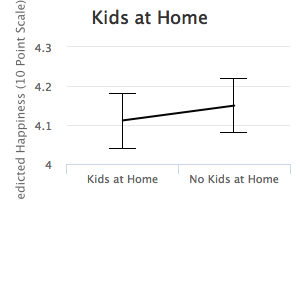 Kids at Home
edicted Happiness (10 Point Scale)
4.3
4.2
4.1
4
Kids at Home
No Kids at Home